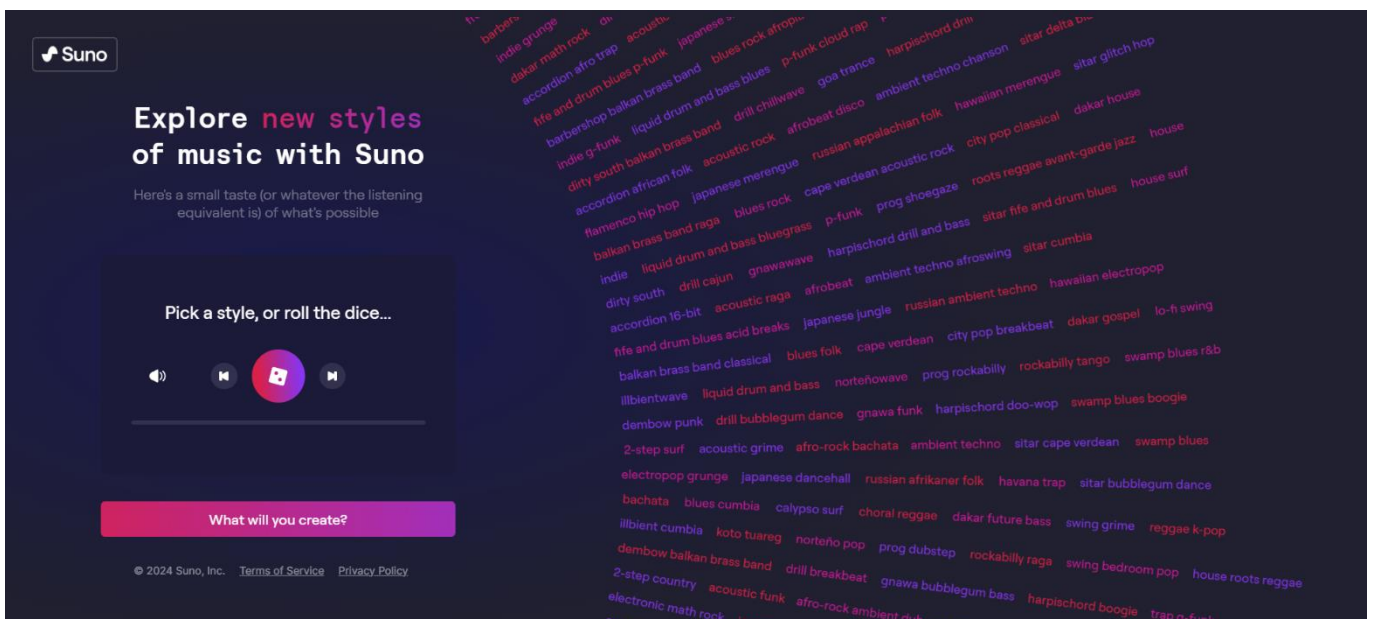 Suno
Explore new styles
of music with Suno
Here's a small taste (or whatever the listening
equivalent is) of what's possible
Pick a style, or roll the dice...
What will you create?
© 2024 Suno, Inc. Terms of Service Privacy Policy
indie grunge
dakar math rock
accordion afro trap acoustic
fife and drum blues p-funk japanese
barbershop balkan brass band blues rock
indie g-funk liquid drum and bass blues p-funk cloud rap
dirty south balkan brass band drill chillwave goa trance harpischord drill
accordion african folk acoustic rock afrobeat disco ambient techno chanson sitar delta
flamenco hip hop japanese merengue russian appalachian folk hawaiian merengue sitar glitch hop
balkan brass band raga blues rock cape verdean acoustic rock city pop classical dakar house
indie liquid drum and bass bluegrass p-funk prog shoegaze roots reggae avant-garde jazz house
dirty south drill cajun gnawawave harpischord drill and bass sitar fife and drum blues house surf
accordion 16-bit acoustic raga afrobeat ambient techno afroswing sitar cumbia
fife and drum blues acid breaks japanese jungle russian ambient techno hawaiian electropop
balkan brass band classical blues folk cape verdean city pop breakbeat dakar gospel lo-fi swing
illbientwave liquid drum and bass norteñowave prog rockabilly rockabilly tango swamp blues r&b
dembow punk drill bubblegum dance gnawa funk harpischord doo-wop swamp blues boogie
2-step surf acoustic grime afro-rock bachata ambient techno sitar cape verdean swamp blues
electropop grunge japanese dancehall russian afrikaner folk havana trap sitar bubblegum dance
bachata blues cumbia calypso surf choral reggae dakar future bass swing grime reggae k-pop
illbient cumbia koto tuareg norteño pop prog dubstep rockabilly raga swing bedroom pop house roots reggae
dembow balkan brass band drill breakbeat gnawa bubblegum bass harpischord boogie trap g-funk
2-step country acoustic funk afro-rock ambient dub
electronic math rock